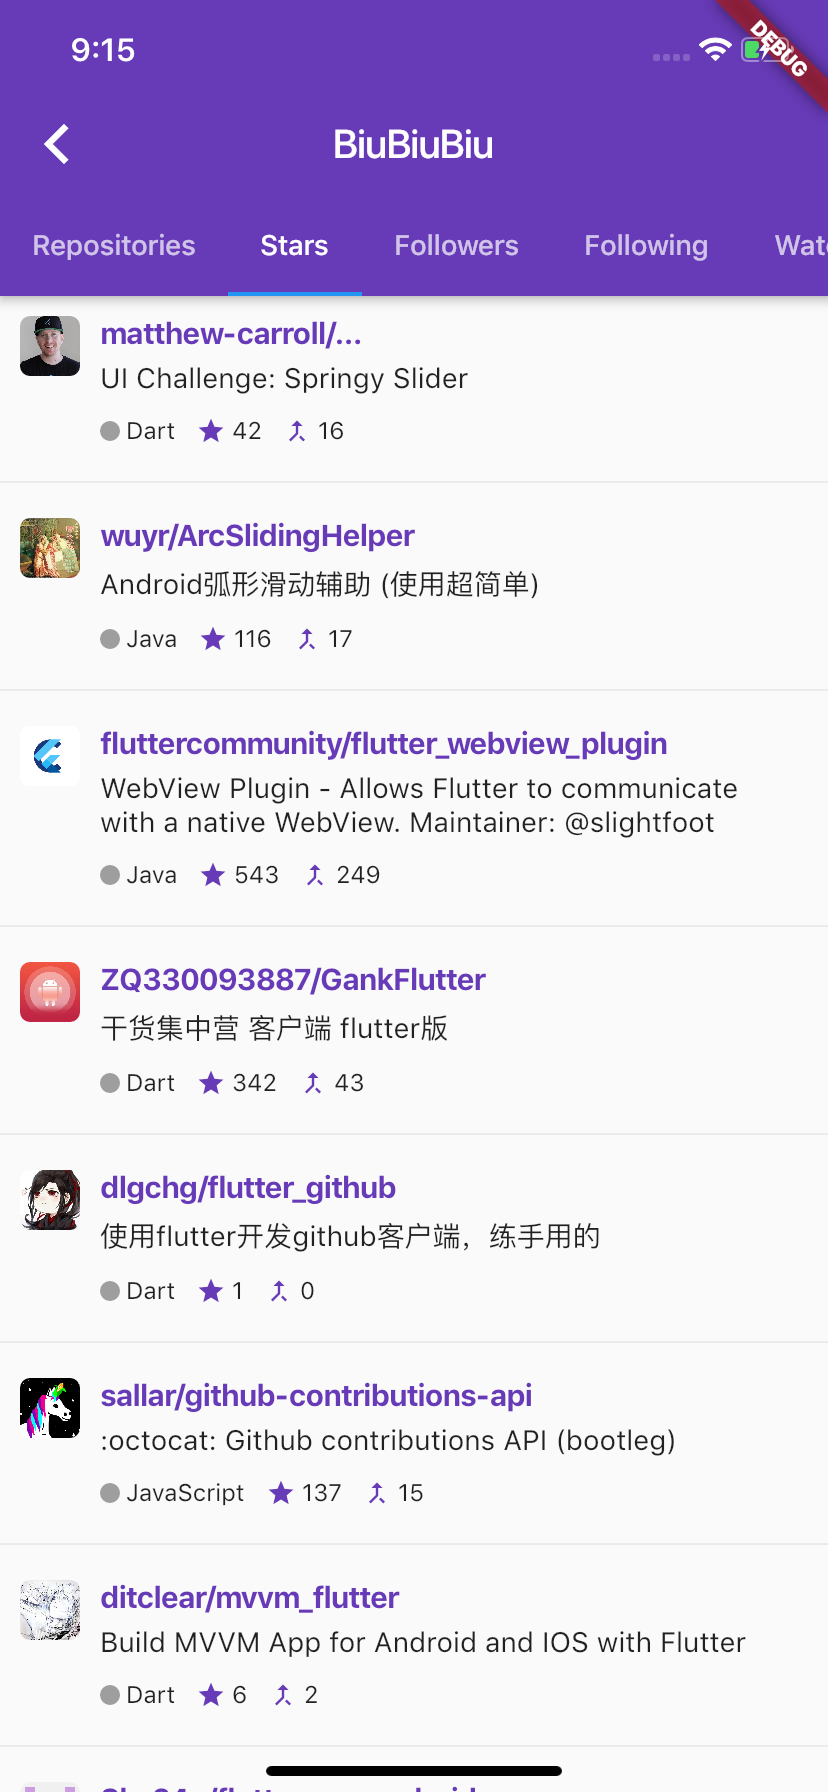 9:15
DEBUG
BiuBiuBiu
Repositories Stars Followers Following
matthew-carroll/...
UI Challenge: Springy Slider
Dart 42 16
wuyr/ArcSlidingHelper
Android弧形滑动辅助 (使用超简单)
Java 116 17
fluttercommunity/flutter_webview_plugin
WebView Plugin - Allows Flutter to communicate
with a native WebView. Maintainer: @slightfoot
Java 543 249
ZQ330093887/GankFlutter
干货集中营 客户端 flutter版
Dart 342 43
dlgchg/flutter_github
使用flutter开发github客户端，练手用的
Dart 1 0
sallar/github-contributions-api
:octocat: Github contributions API (bootleg)
JavaScript 137 15
ditclear/mvvm_flutter
Build MVVM App for Android and IOS with Flutter
Dart 6 2